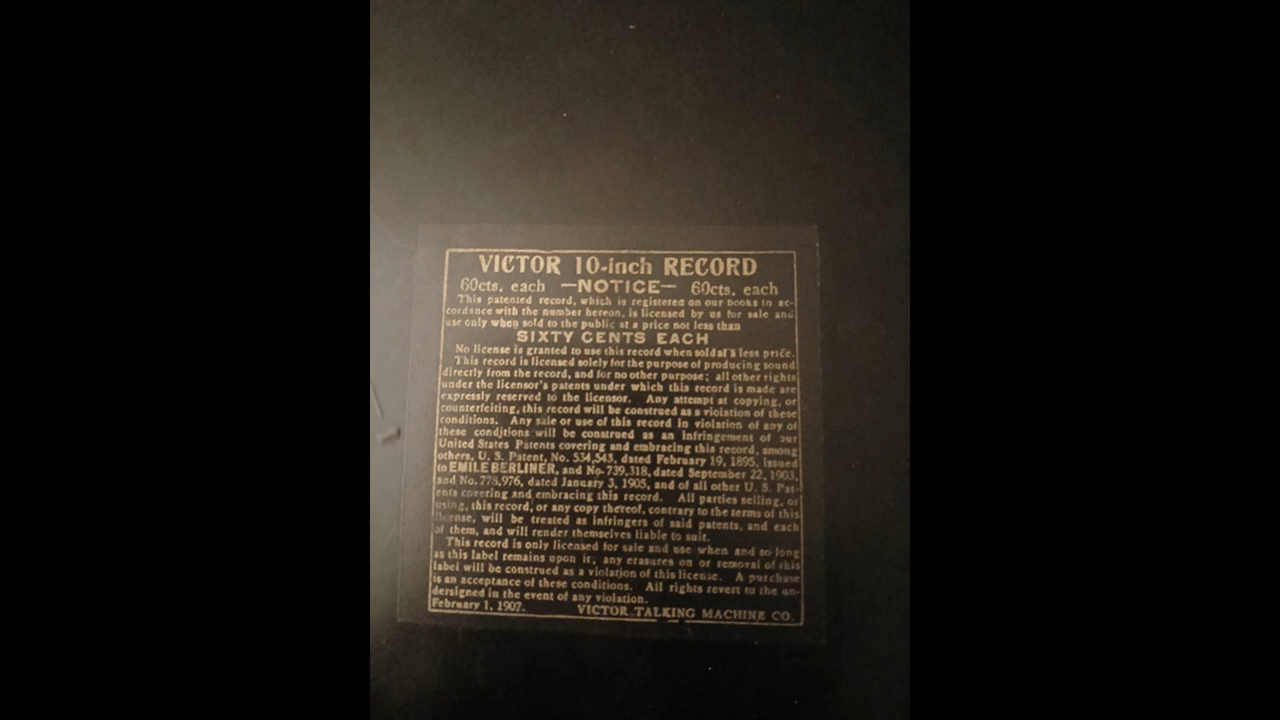 VICTOR 10-inch RECORD
60cts. each —NOTICE— 60cts. each
This patented record, which is registered on our books in ac-
cordance with the number hereon, is licensed by us for sale and
use only when sold to the public at a price not less than
SIXTY CENTS EACH
No license is granted to use this record when sold at a less price.
This record is licensed solely for the purpose of producing sound
directly from the record, and for no other purpose; all other rights
under the licensor's patents under which this record is made are
expressly reserved to the licensor. Any attempt at copying, or
counterfeiting, this record will be construed as a violation of these
conditions. Any sale or use of this record in violation of any of
these conditions will be construed as an infringement of our
United States Patents covering and embracing this record, among
others, U. S. Patent, No. 534,543, dated February 19, 1895, issued
to EMILE BERLINER, and No. 739,318, dated September 22, 1903,
and No. 778,976, dated January 3, 1905, and of all other U. S. Pat-
ents covering and embracing this record. All parties selling, or
using, this record, or any copy thereof, contrary to the terms of this
license, will be treated as infringers of said patents, and each
of them, and will render themselves liable to suit.
This record is only licensed for sale and use when and so long
as this label remains upon it; any erasures on or removal of this
label will be construed as a violation of this license. A purchase
is an acceptance of these conditions. All rights revert to the un-
dersigned in the event of any violation.
February 1, 1907. VICTOR TALKING MACHINE CO.